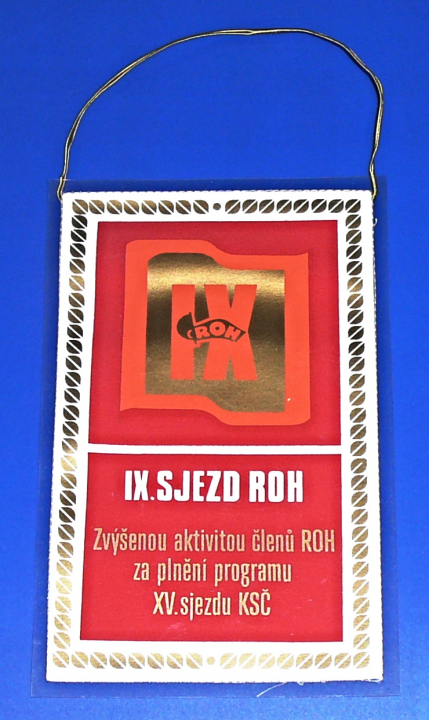 IX
ROH
IX. SJEZD ROH
Zvýšenou aktivitou členů ROH
za plnění programu
XV. sjezdu KSČ